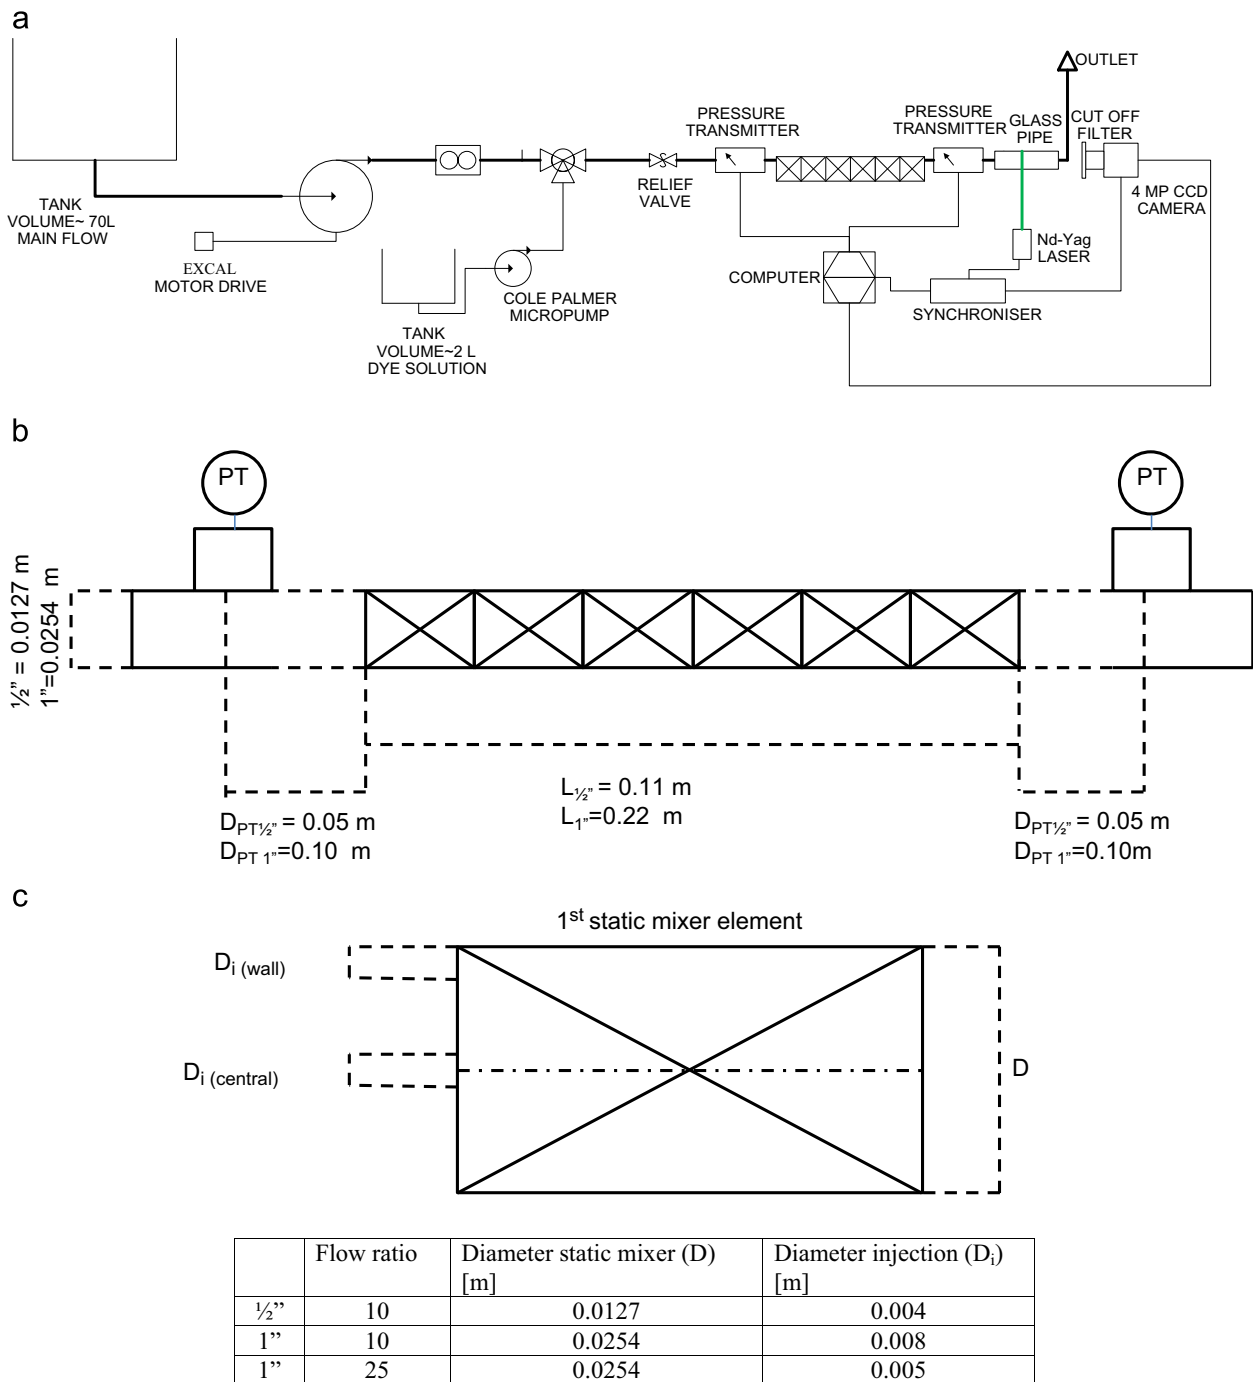 a
OUTLET
PRESSURE
TRANSMITTER
PRESSURE
TRANSMITTER
GLASS
PIPE
CUT OFF
FILTER
TANK
VOLUME~ 70L
MAIN FLOW
RELIEF
VALVE
4 MP CCD
CAMERA
EXCAL
MOTOR DRIVE
COLE PALMER
MICROPUMP
COMPUTER
Nd-Yag
LASER
SYNCHRONISER
TANK
VOLUME~2 L
DYE SOLUTION
b
PT
PT
½” = 0.0127 m
1”=0.0254 m
L½” = 0.11 m
L1”=0.22 m
DPT½” = 0.05 m
DPT 1”=0.10 m
DPT½” = 0.05 m
DPT 1”=0.10m
c
1st static mixer element
Di (wall)
Di (central)
D
Flow ratio Diameter static mixer (D) Diameter injection (Di)
[m] [m]
½” 10 0.0127 0.004
1” 10 0.0254 0.008
1” 25 0.0254 0.005